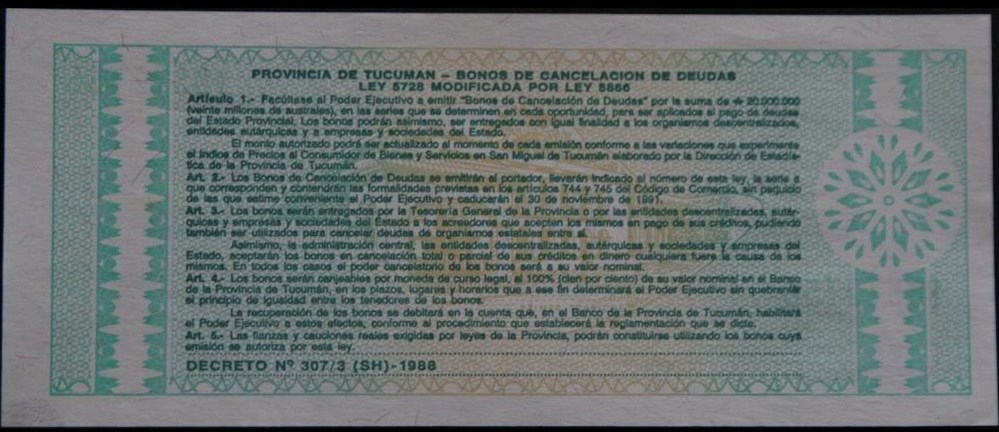 PROVINCIA DE TUCUMAN - BONOS DE CANCELACION DE DEUDAS
LEY 5728 MODIFICADA POR LEY 5866
Artículo 1.- Facúltase al Poder Ejecutivo a emitir "Bonos de Cancelación de Deudas" por la suma de ₳ 20.000.000
(veinte millones de australes), en las series que se determinen en cada oportunidad, para ser aplicados al pago de deudas
del Estado Provincial. Los bonos podrán asimismo, ser entregados con igual finalidad a los organismos descentralizados,
entidades autárquicas y a empresas y sociedades del Estado.
El monto autorizado podrá ser actualizado al momento de cada emisión conforme a las variaciones que experimente
el Indice de Precios al Consumidor de Bienes y Servicios en San Miguel de Tucumán elaborado por la Dirección de Estadís-
tica de la Provincia de Tucumán.
Art. 2.- Los Bonos de Cancelación de Deudas se emitirán al portador, llevarán indicado el número de esta ley, la serie a
que corresponden y contendrán las formalidades previstas en los artículos 744 y 745 del Código de Comercio, sin perjuicio
de las que estime conveniente el Poder Ejecutivo y caducarán el 30 de noviembre de 1991.
Art. 3.- Los bonos serán entregados por la Tesorería General de la Provincia o por las entidades descentralizadas, autár-
quicas y empresas y sociedades del Estado a los acreedores que acepten los mismos en pago de sus créditos, pudiendo
también ser utilizados para cancelar deudas de organismos estatales entre sí.
Asimismo, la administración central, las entidades descentralizadas, autárquicas y sociedades y empresas del
Estado, aceptarán los bonos en cancelación total o parcial de sus créditos en dinero cualquiera fuere la causa de los
mismos. En todos los casos el poder cancelatorio de los bonos será a su valor nominal.
Art. 4.- Los bonos serán canjeables por moneda de curso legal, al 100% (cien por ciento) de su valor nominal en el Banco
de la Provincia de Tucumán, en los plazos, lugares y horarios que a ese fin determinará el Poder Ejecutivo sin quebrantar
el principio de igualdad entre los tenedores de los bonos.
La recuperación de los bonos se debitará en la cuenta que, en el Banco de la Provincia de Tucumán, habilitará
el Poder Ejecutivo a estos efectos, conforme al procedimiento que establecerá la reglamentación que se dicte.
Art. 5.- Las fianzas y cauciones reales exigidas por leyes de la Provincia, podrán constituirse utilizando los bonos cuya
emisión se autoriza por esta ley.
DECRETO Nº 307/3 (SH)-1988